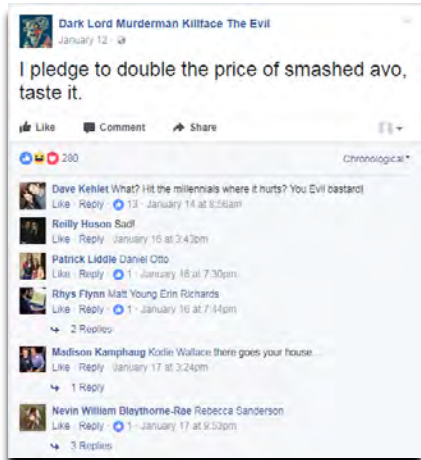 Dark Lord Murderman Killface The Evil
January 12 ·
I pledge to double the price of smashed avo,
taste it.
Like Comment Share
280 Chronological
Dave Kehlet What? Hit the millennials where it hurts? You Evil bastard!
Like · Reply · 13 · January 14 at 8:56am
Reilly Huson Sad!
Like · Reply · January 16 at 3:43pm
Patrick Liddle Daniel Otto
Like · Reply · 1 · January 16 at 7:30pm
Rhys Flynn Matt Young Erin Richards
Like · Reply · 1 · January 16 at 7:44pm
2 Replies
Madison Kamphaug Kodie Wallace there goes your house...
Like · Reply · January 17 at 3:24pm
1 Reply
Nevin William Blaythorne-Rae Rebecca Sanderson
Like · Reply · 1 · January 17 at 9:53pm
3 Replies